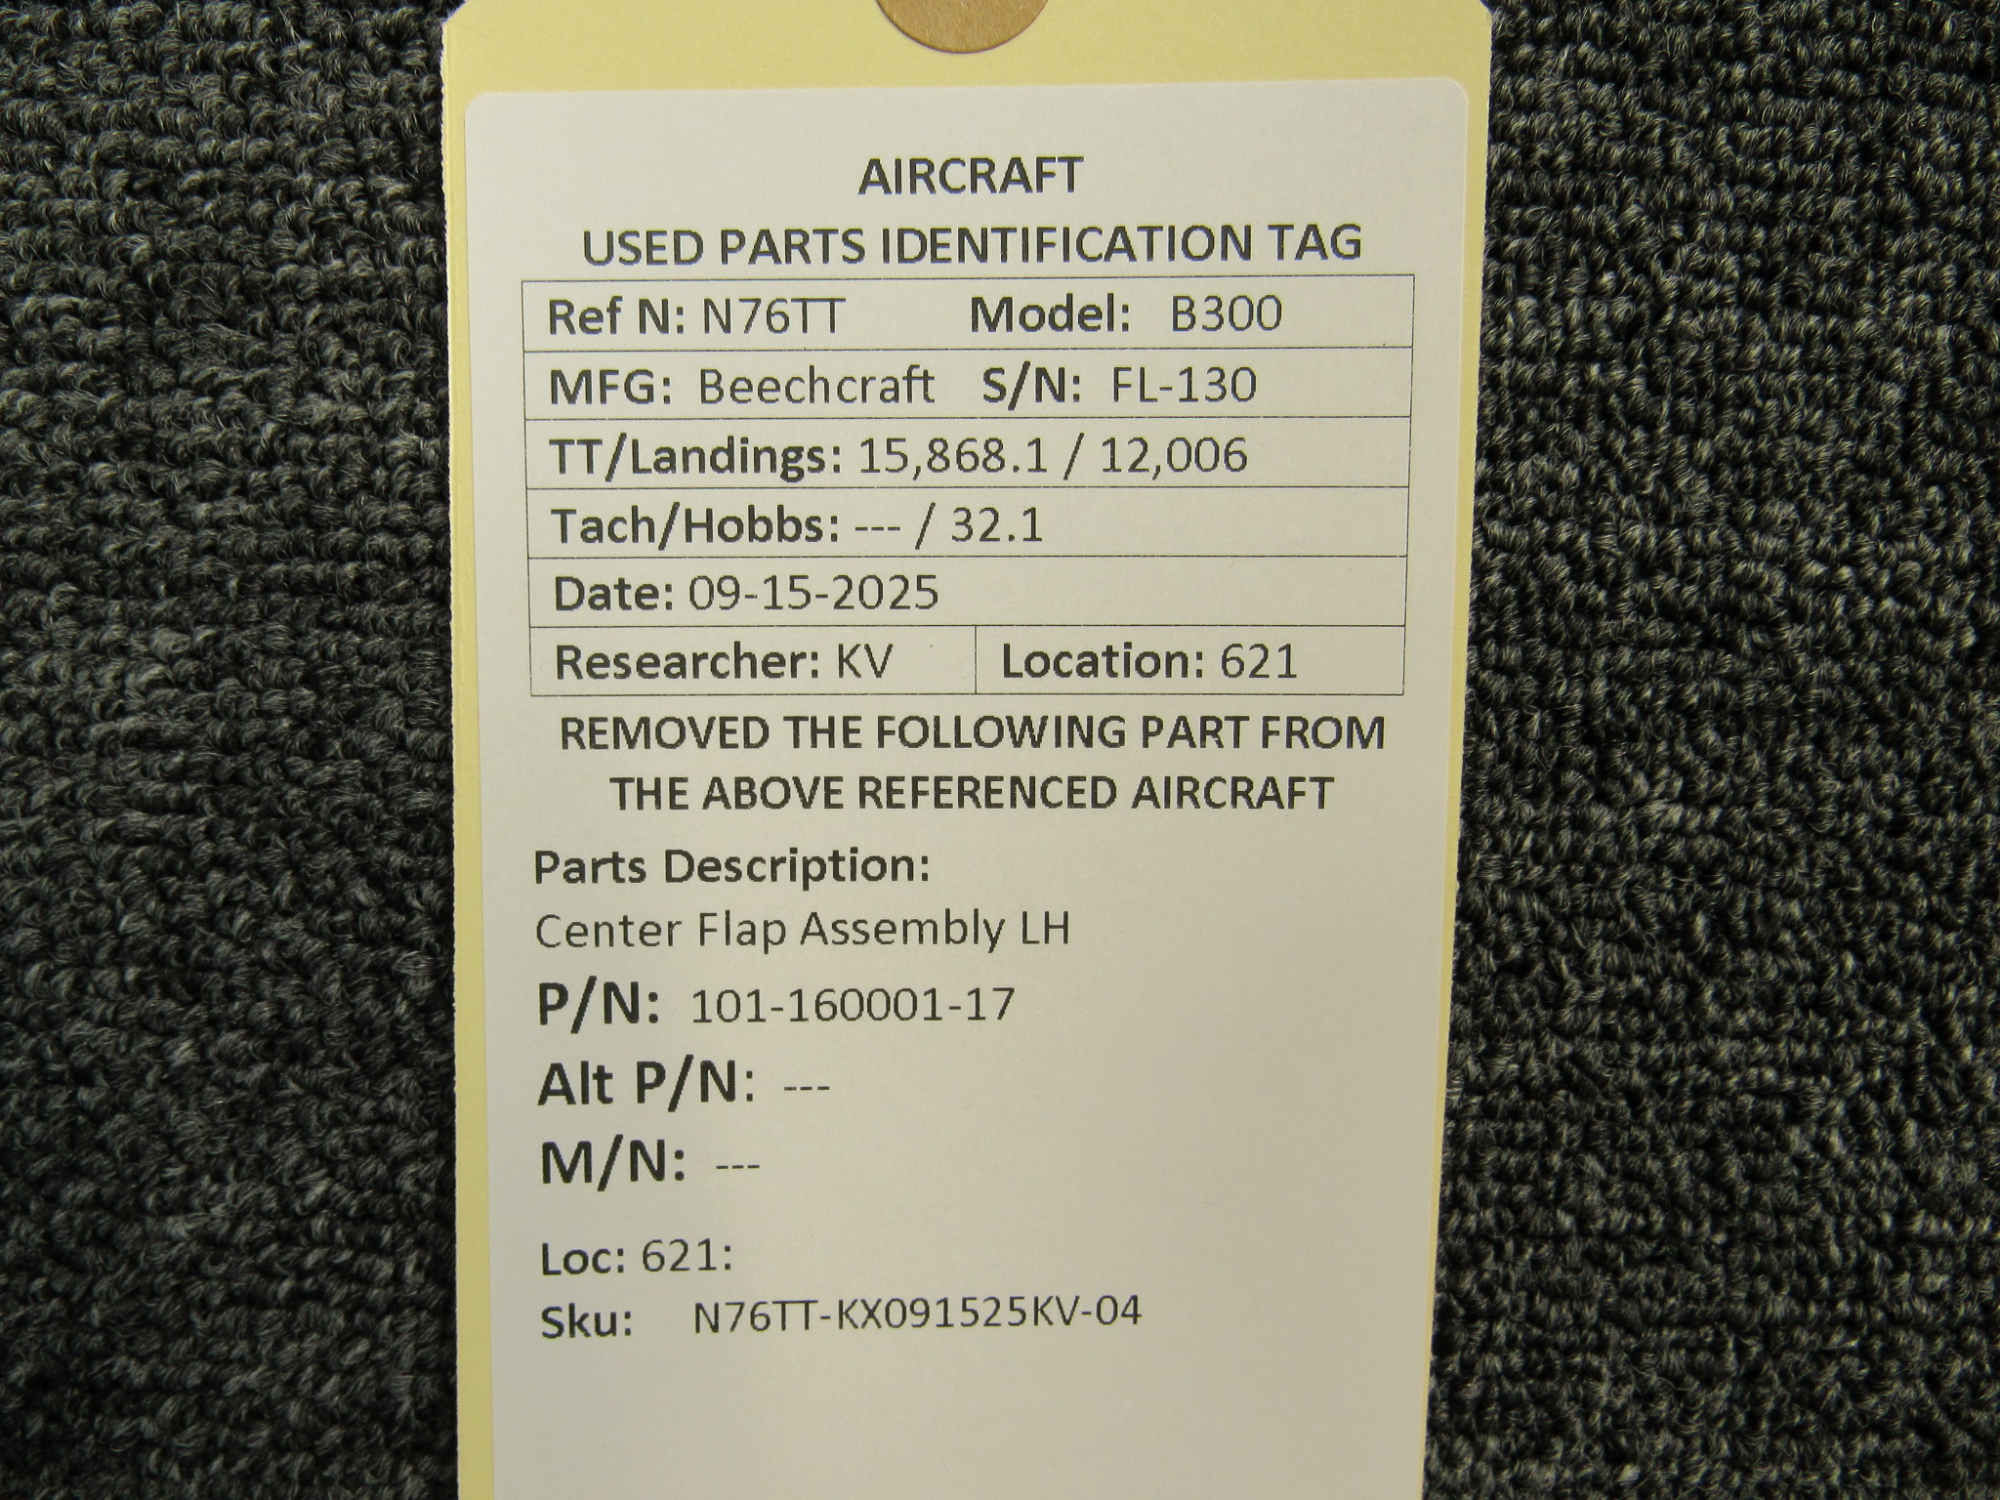 AIRCRAFT
USED PARTS IDENTIFICATION TAG
Ref N: N76TT Model: B300
MFG: Beechcraft S/N: FL-130
TT/Landings: 15,868.1 / 12,006
Tach/Hobbs: --- / 32.1
Date: 09-15-2025
Researcher: KV Location: 621
REMOVED THE FOLLOWING PART FROM
THE ABOVE REFERENCED AIRCRAFT
Parts Description:
Center Flap Assembly LH
P/N: 101-160001-17
Alt P/N: ---
M/N: ---
Loc: 621:
Sku: N76TT-KX091525KV-04